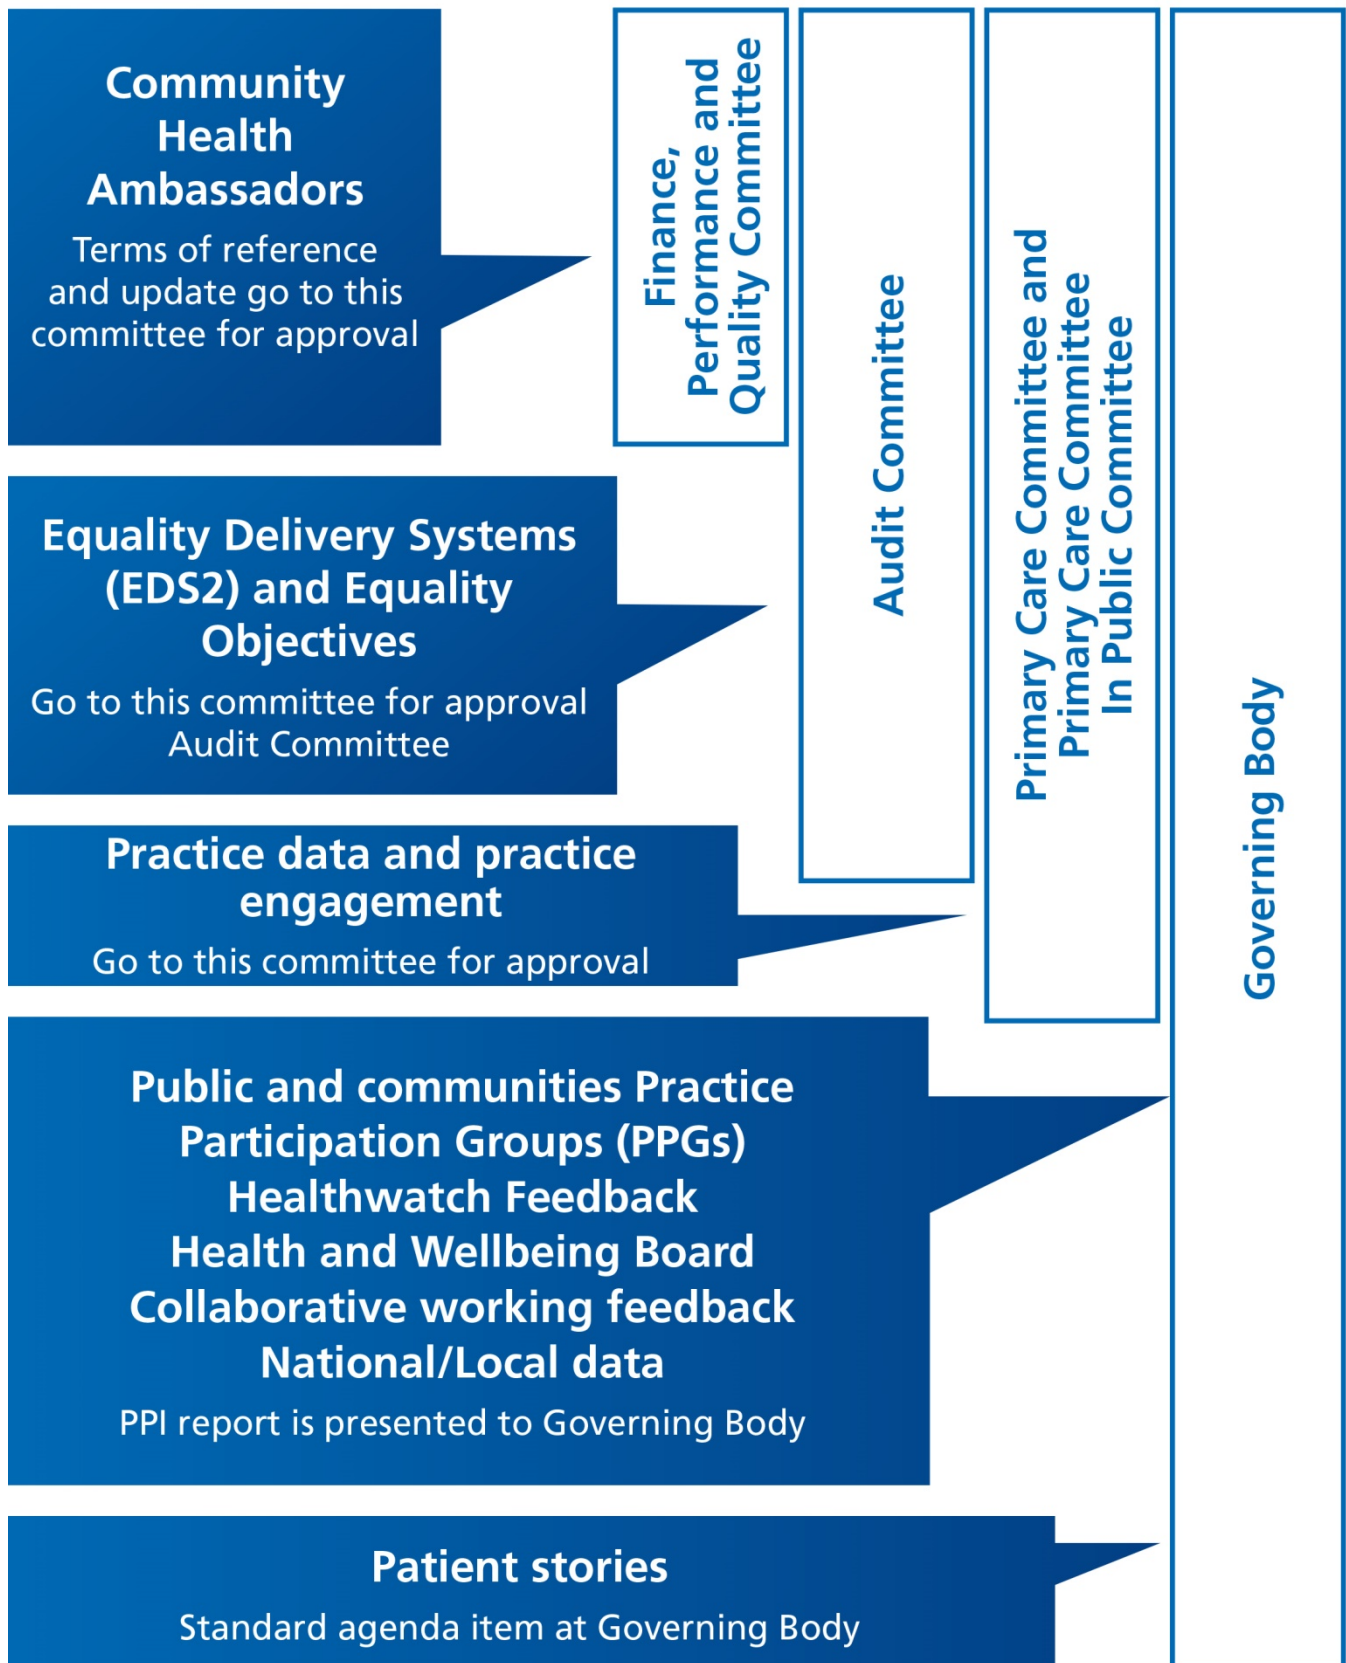 Community
Health
Ambassadors
Terms of reference
and update go to this
committee for approval
Finance,
Performance and
Quality Committee
Audit Committee
Primary Care Committee and
Primary Care Committee
In Public Committee
Governing Body
Equality Delivery Systems
(EDS2) and Equality
Objectives
Go to this committee for approval
Audit Committee
Practice data and practice
engagement
Go to this committee for approval
Public and communities Practice
Participation Groups (PPGs)
Healthwatch Feedback
Health and Wellbeing Board
Collaborative working feedback
National/Local data
PPI report is presented to Governing Body
Patient stories
Standard agenda item at Governing Body